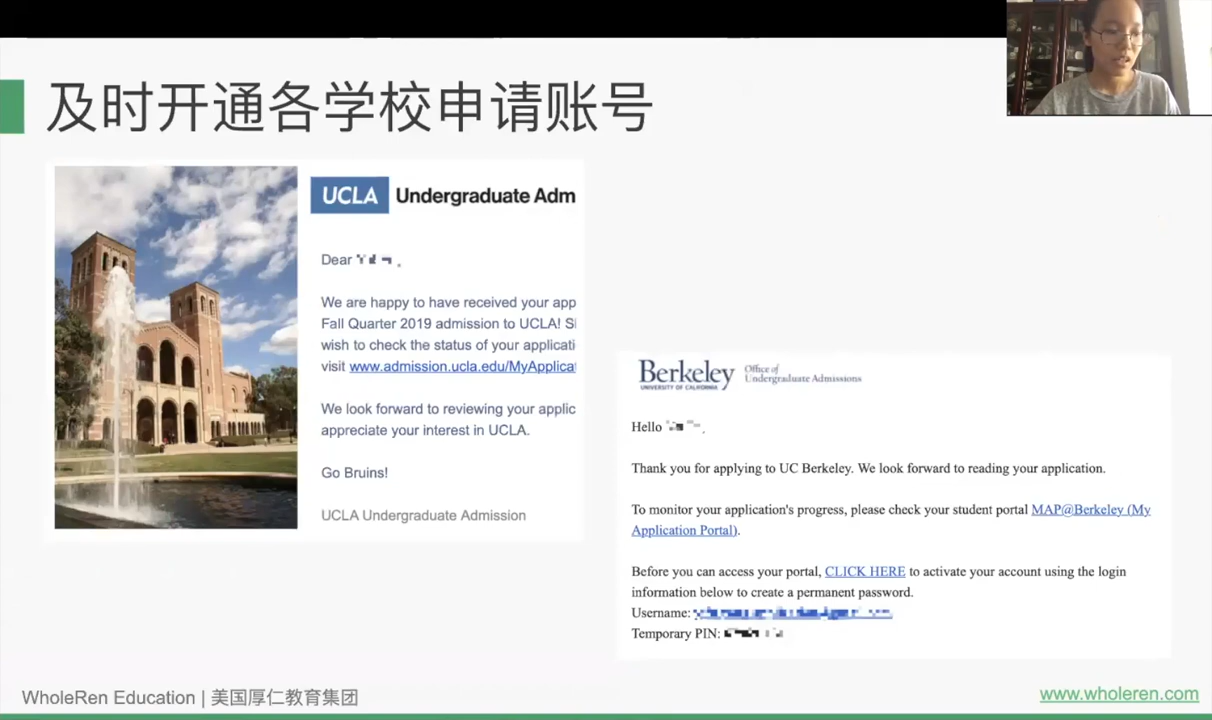 及时开通各学校申请账号
UCLA Undergraduate Adm
Dear
We are happy to have received your app
Fall Quarter 2019 admission to UCLA! S
wish to check the status of your applicati
visit www.admission.ucla.edu/MyApplicat
We look forward to reviewing your applic
appreciate your interest in UCLA.
Go Bruins!
UCLA Undergraduate Admission
Berkeley
UNIVERSITY OF CALIFORNIA
Office of
Undergraduate Admissions
Hello
Thank you for applying to UC Berkeley. We look forward to reading your application.
To monitor your application's progress, please check your student portal MAP@Berkeley (My
Application Portal).
Before you can access your portal, CLICK HERE to activate your account using the login
information below to create a permanent password.
Username:
Temporary PIN:
WholeRen Education | 美国厚仁教育集团
www.wholeren.com